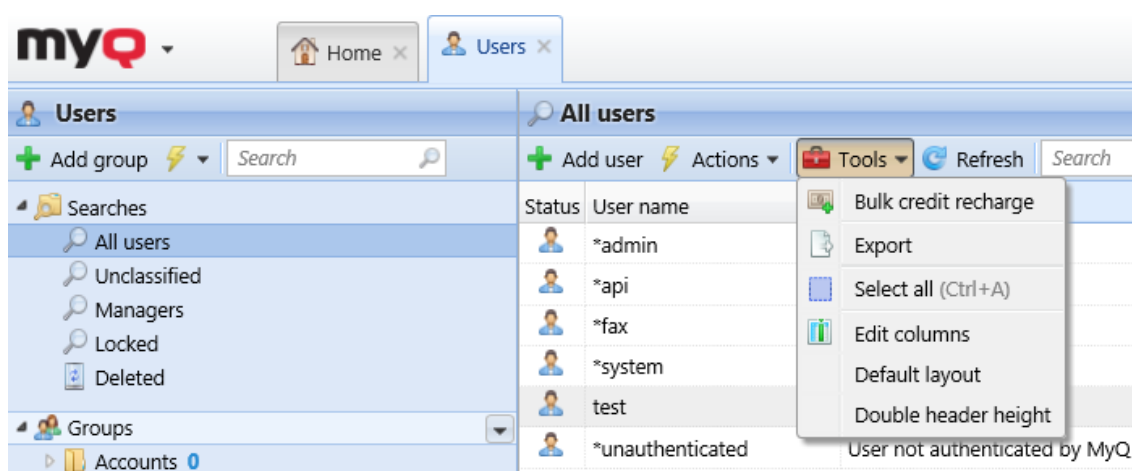 myQ
Home
Users
Users
Add group
Search
Searches
All users
Unclassified
Managers
Locked
Deleted
Groups
Accounts 0
All users
Add user
Actions
Tools
Refresh
Search
Status User name
*admin
*api
*fax
*system
test
*unauthenticated User not authenticated by MyQ
Bulk credit recharge
Export
Select all (Ctrl+A)
Edit columns
Default layout
Double header height